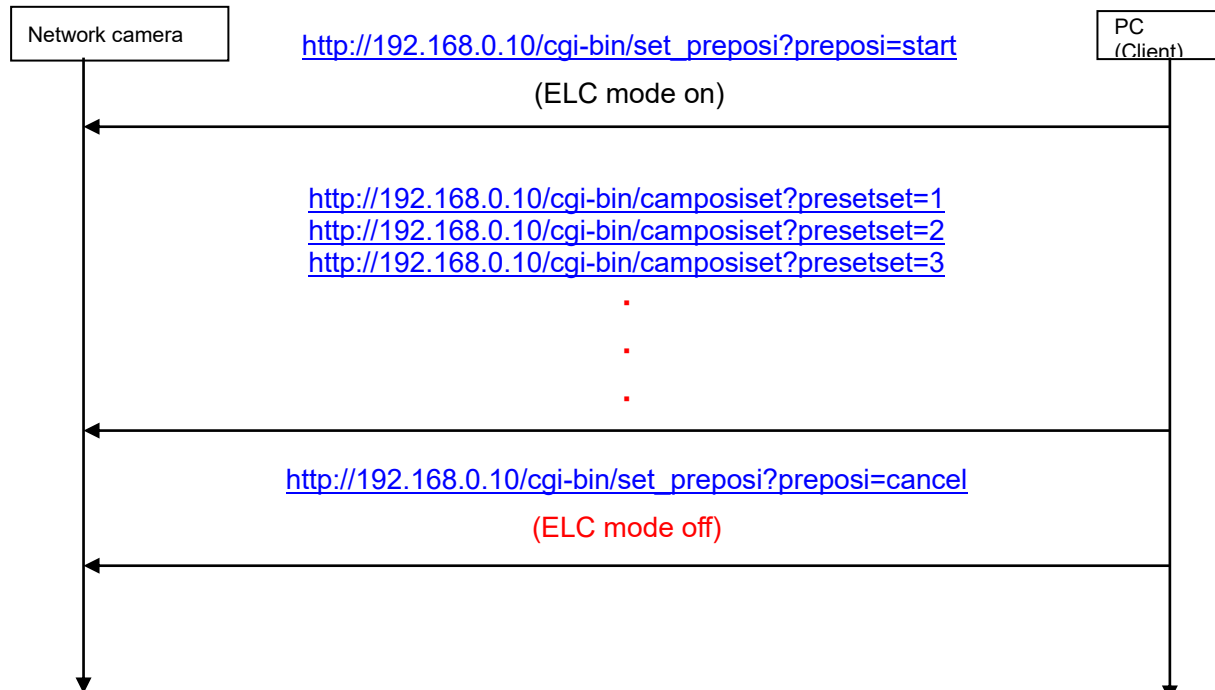 Network camera
http://192.168.0.10/cgi-bin/set_preposi?preposi=start
PC
(Client)
(ELC mode on)
http://192.168.0.10/cgi-bin/camposiset?presetset=1
http://192.168.0.10/cgi-bin/camposiset?presetset=2
http://192.168.0.10/cgi-bin/camposiset?presetset=3
.
.
.
http://192.168.0.10/cgi-bin/set_preposi?preposi=cancel
(ELC mode off)